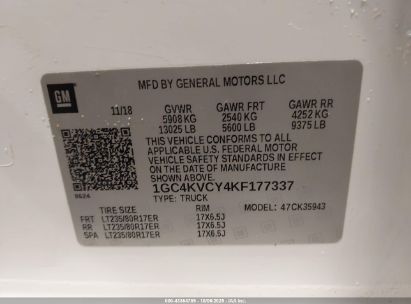 GM
MFD BY GENERAL MOTORS LLC
11/18 GVWR GAWR FRT GAWR RR
5908 KG 2540 KG 4252 KG
13025 LB 5600 LB 9375 LB
THIS VEHICLE CONFORMS TO ALL
APPLICABLE U.S. FEDERAL MOTOR
VEHICLE SAFETY STANDARDS IN EFFECT
ON THE DATE OF MANUFACTURE
SHOWN ABOVE.
1GC4KVCY4KF177337
8624 TYPE: TRUCK MODEL: 47CK35943
TIRE SIZE RIM
FRT LT235/80R17ER 17X6.5J
RR LT235/80R17ER 17X6.5J
SPA LT235/80R17ER 17X6.5J